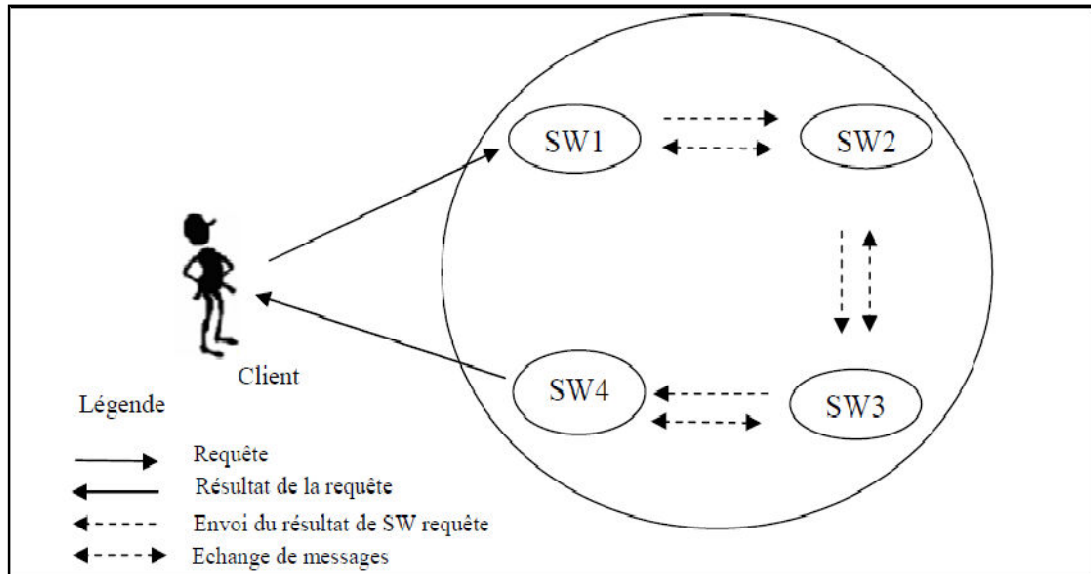 SW1
SW2
SW4
SW3
Client
Légende
Requête
Résultat de la requête
Envoi du résultat de SW requête
Echange de messages